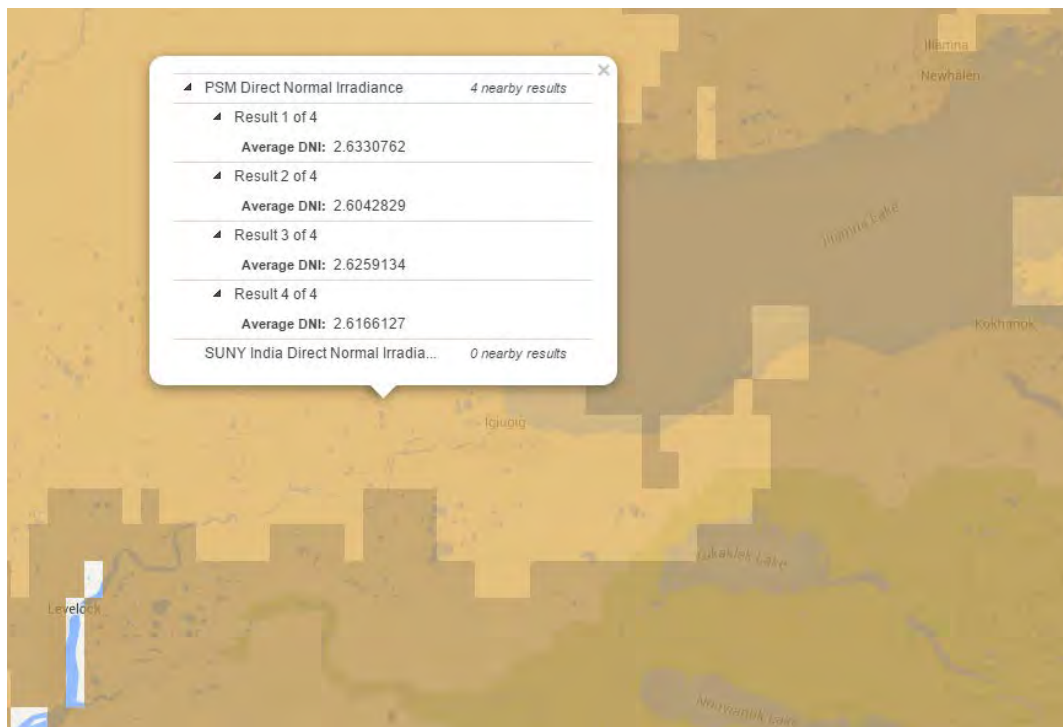 Iliamna
Newhalen
PSM Direct Normal Irradiance 4 nearby results
Result 1 of 4
Average DNI: 2.6330762
Result 2 of 4
Average DNI: 2.6042829
Result 3 of 4
Average DNI: 2.6259134
Result 4 of 4
Average DNI: 2.6166127
SUNY India Direct Normal Irradia... 0 nearby results
Iliamna Lake
Kokhanok
Igiugig
Kukaklek Lake
Levelock
Nonvianuk Lake